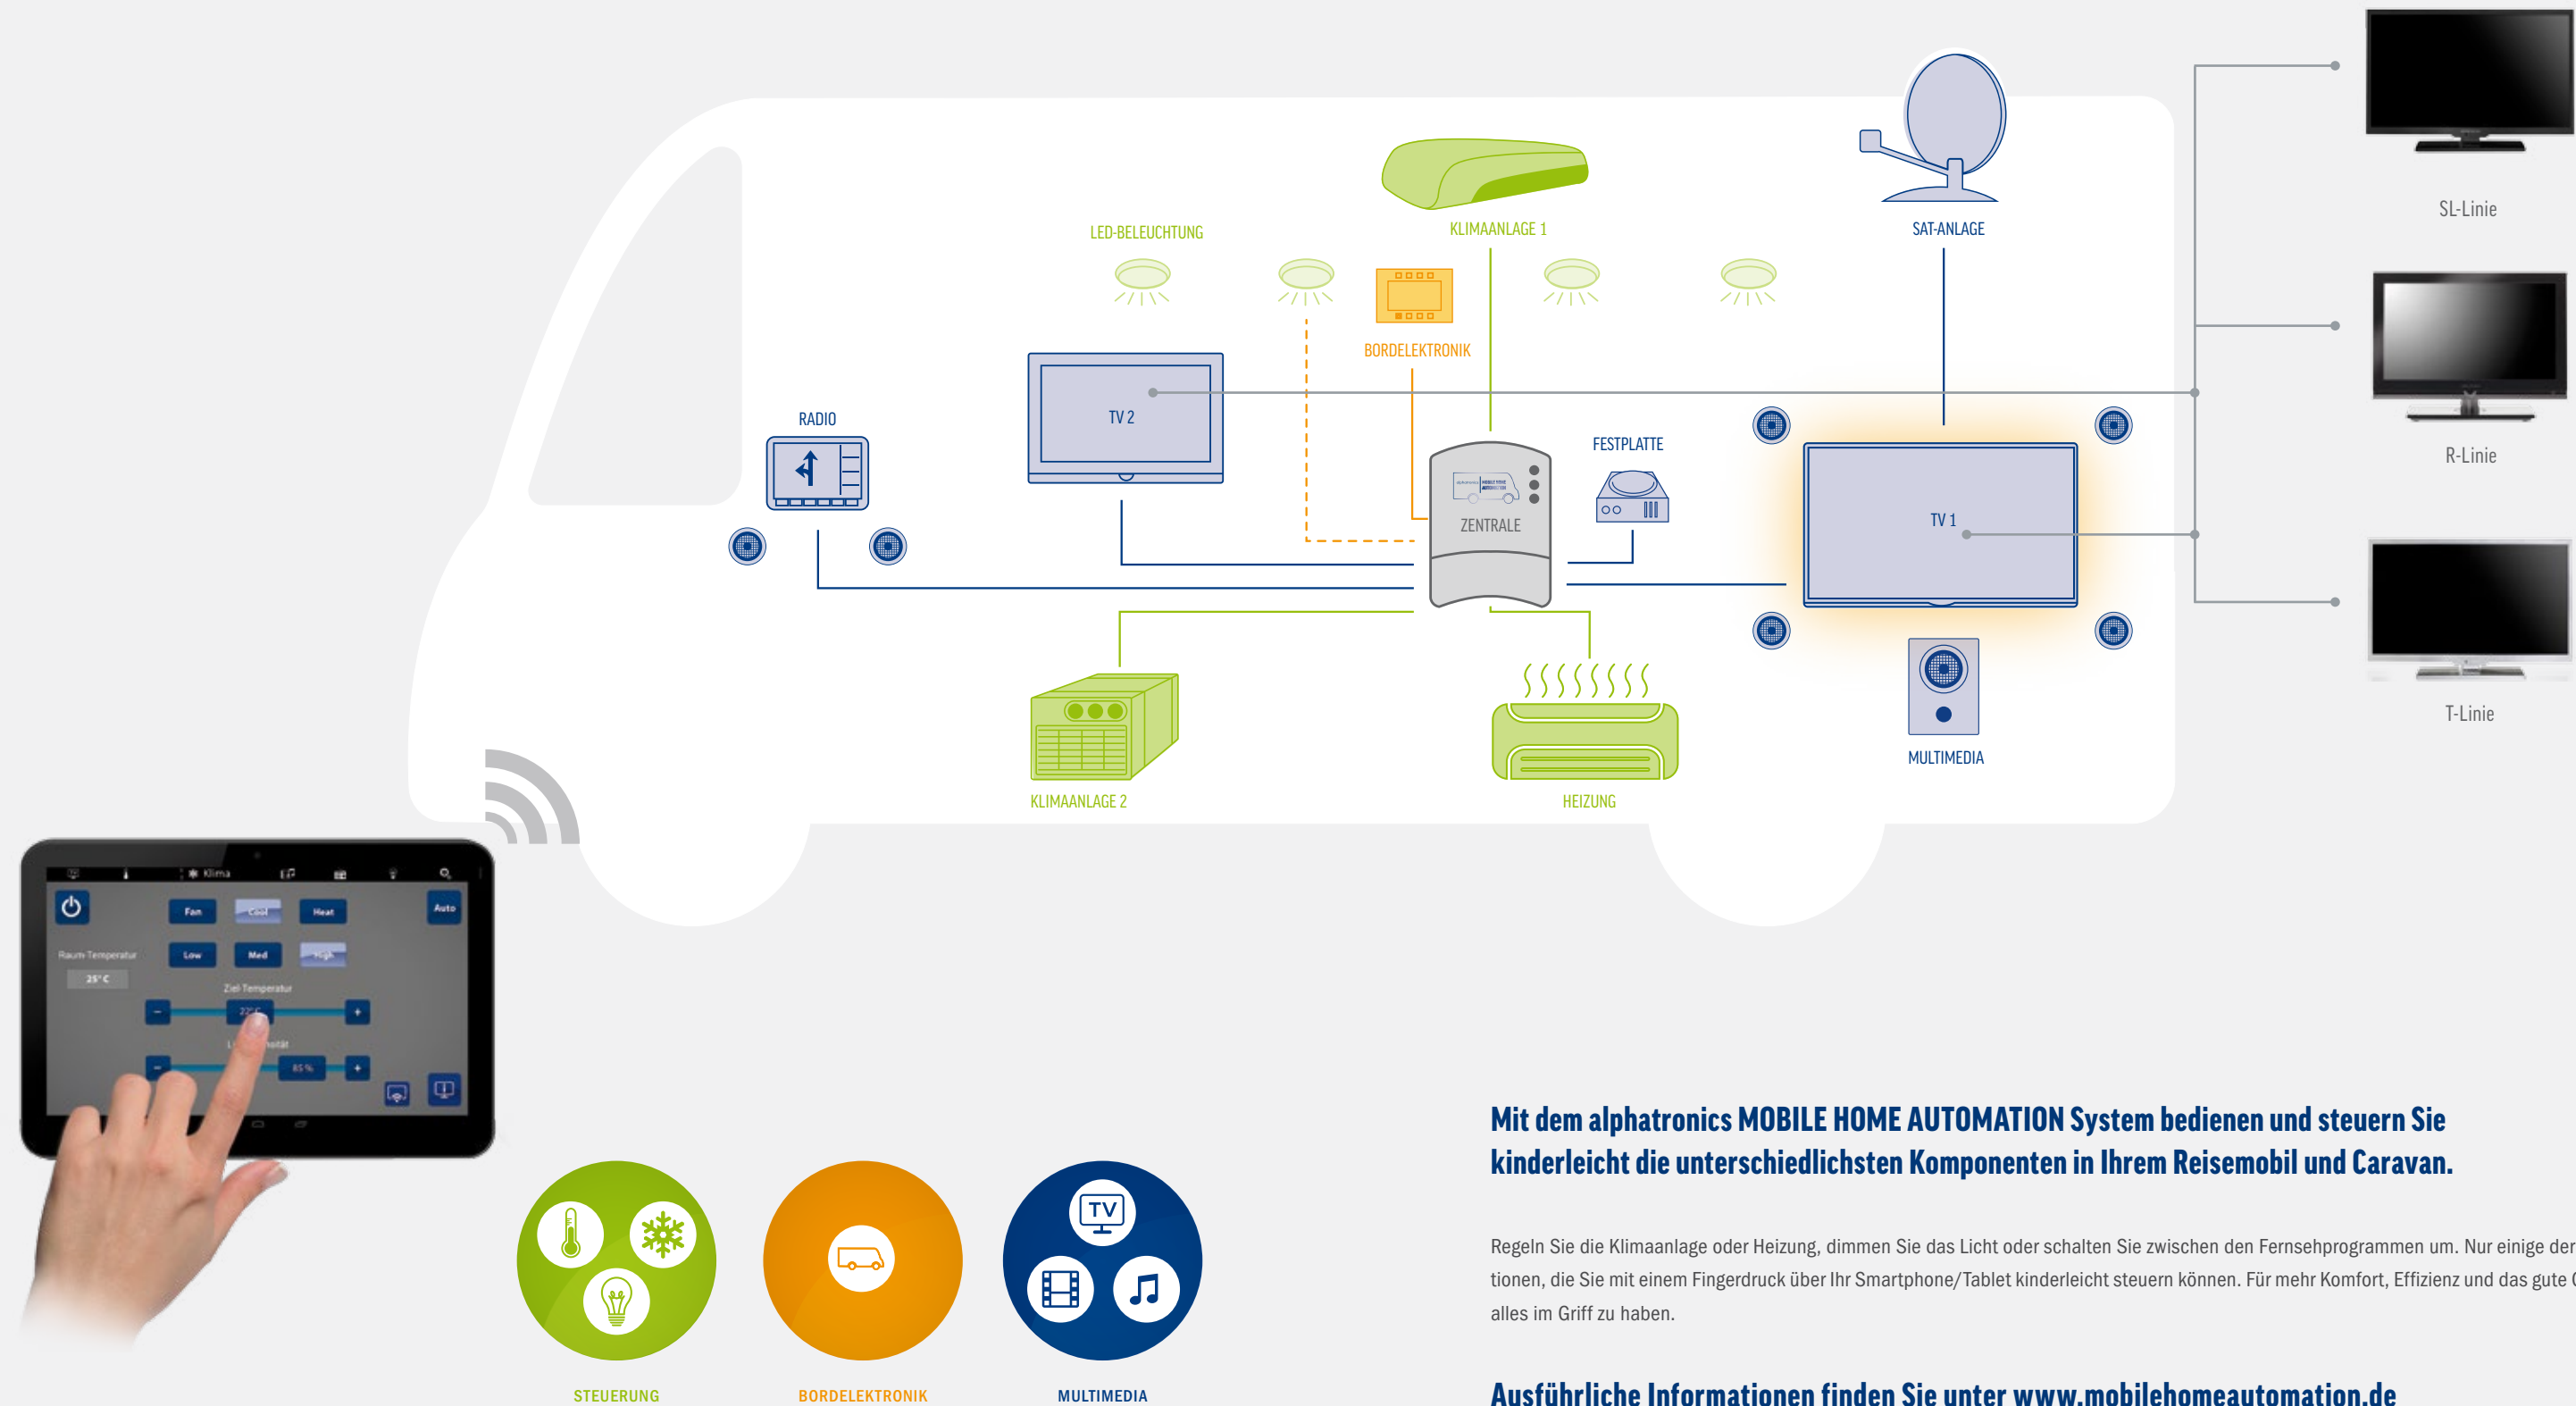 SL-Linie
R-Linie
T-Linie
LED-BELEUCHTUNG
KLIMAANLAGE 1
SAT-ANLAGE
BORDELEKTRONIK
RADIO
TV 2
FESTPLATTE
ZENTRALE
TV 1
KLIMAANLAGE 2
HEIZUNG
MULTIMEDIA
Klima
Fan
Cool
Heat
Auto
Raum-Temperatur
Low
Med
High
25° C
Ziel-Temperatur
-
22°
+
-
85 %
+
TV
STEUERUNG
BORDELEKTRONIK
MULTIMEDIA
Mit dem alphatronics MOBILE HOME AUTOMATION System bedienen und steuern Sie
kinderleicht die unterschiedlichsten Komponenten in Ihrem Reisemobil und Caravan.
Regeln Sie die Klimaanlage oder Heizung, dimmen Sie das Licht oder schalten Sie zwischen den Fernsehprogrammen um. Nur einige der
tionen, die Sie mit einem Fingerdruck über Ihr Smartphone/Tablet kinderleicht steuern können. Für mehr Komfort, Effizienz und das gute
alles im Griff zu haben.
Ausführliche Informationen finden Sie unter www.mobilehomeautomation.de